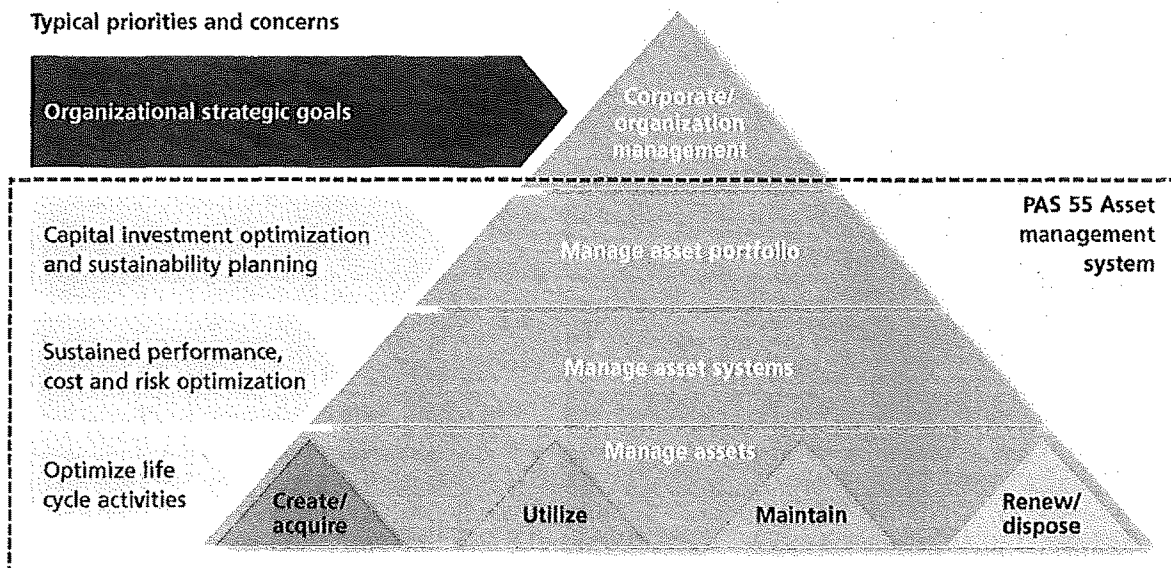 Typical priorities and concerns
Organizational strategic goals
Corporate/
organization
management
Capital investment optimization
and sustainability planning
Manage asset portfolio
PAS 55 Asset
management
system
Sustained performance,
cost and risk optimization
Manage asset systems
Optimize life
cycle activities
Manage assets
Create/
acquire
Utilize
Maintain
Renew/
dispose